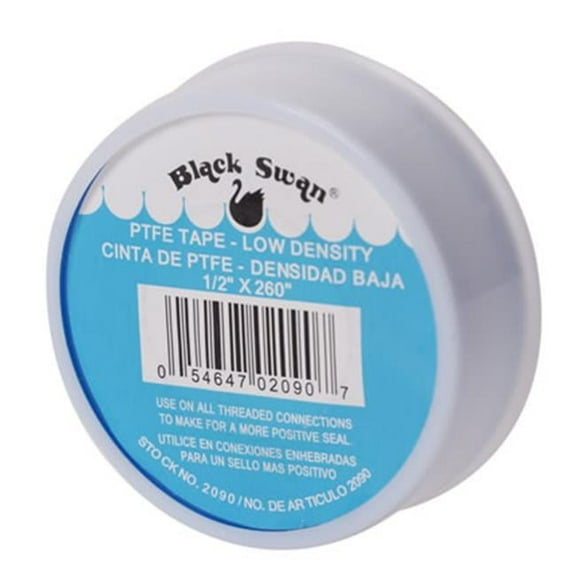 Black Swan®
PTFE TAPE - LOW DENSITY
CINTA DE PTFE - DENSIDAD BAJA
1/2" X 260"
0 54647 02090 7
USE ON ALL THREADED CONNECTIONS
TO MAKE FOR A MORE POSITIVE SEAL
UTILICE EN CONEXIONES ENHEBRADAS
PARA UN SELLO MAS POSITIVO
STOCK NO. 2090/NO. DE ARTICULO 2090